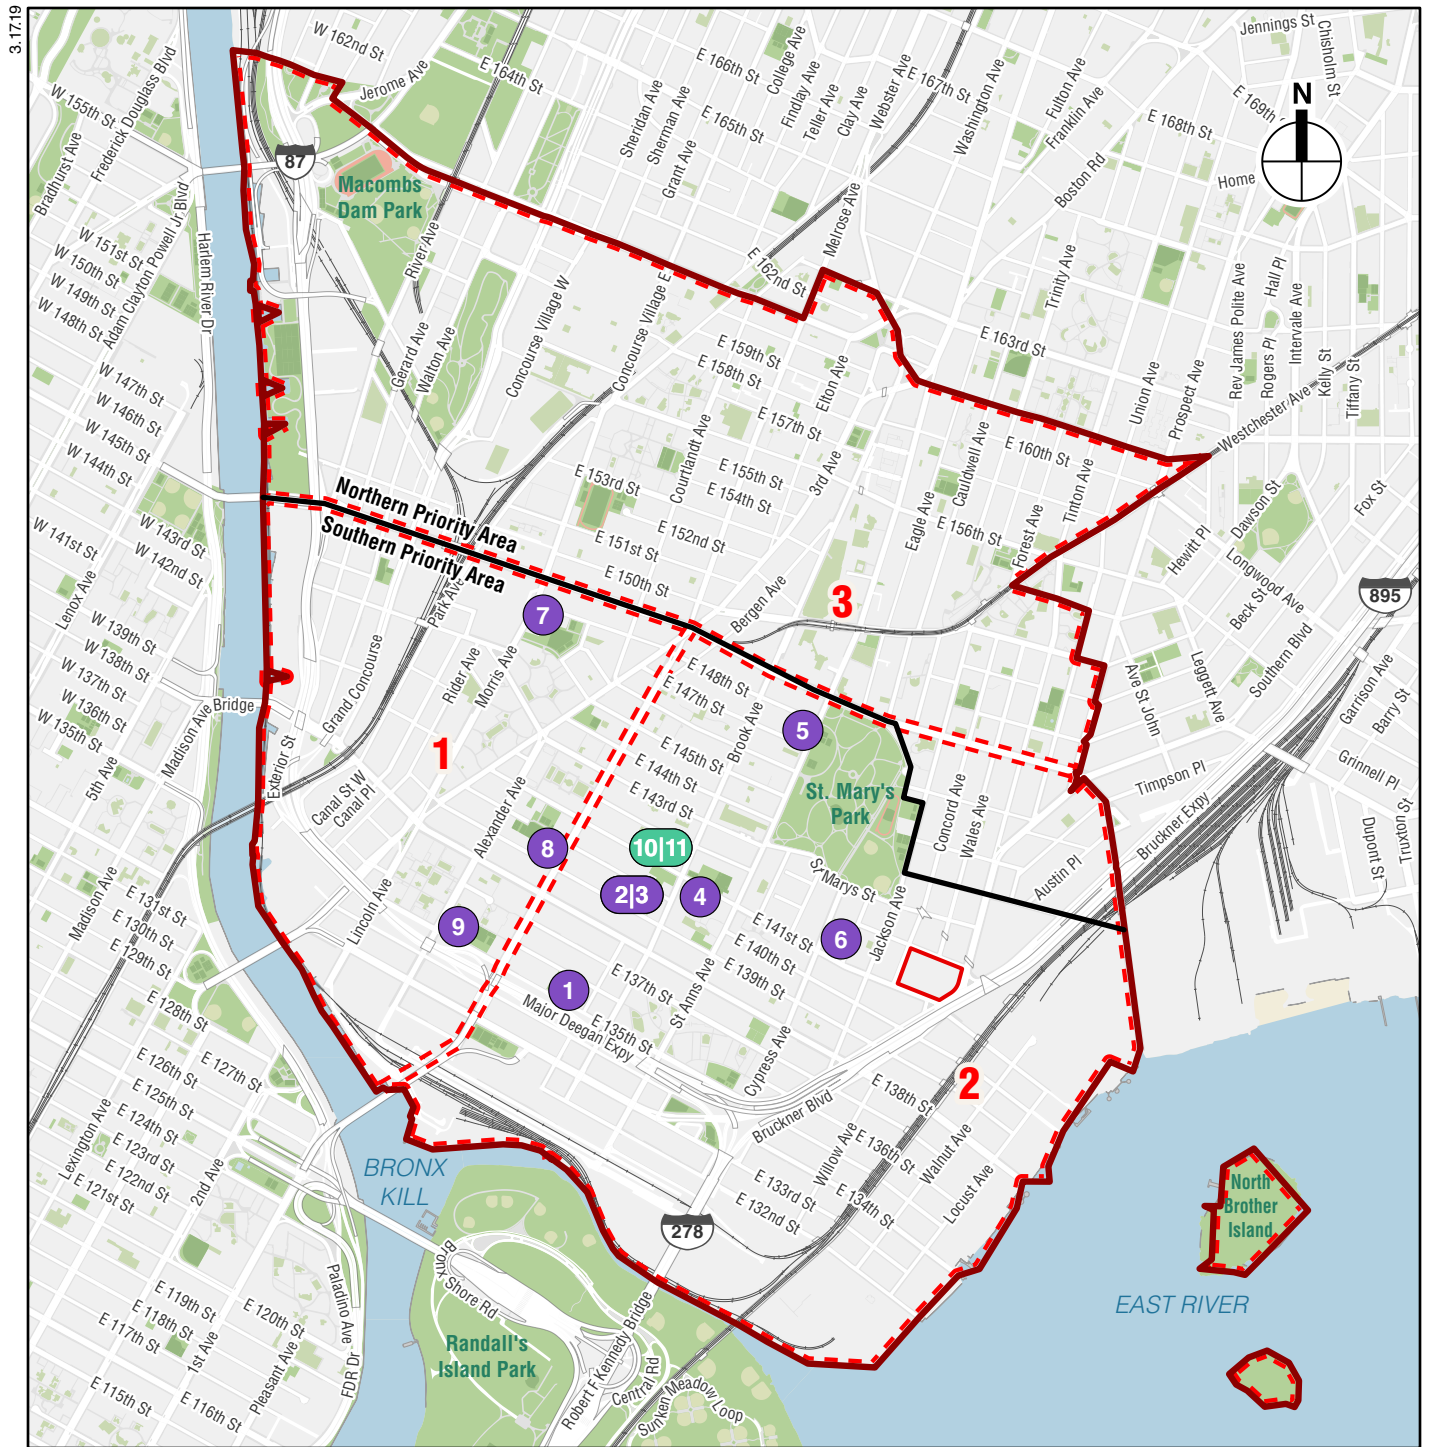 3.17.19
W 162nd St
Jerome Ave
E 164th St
E 166th St
College Ave
Findlay Ave
Teller Ave
Clay Ave
Webster Ave
E 167th St
Washington Ave
Fulton Ave
Franklin Ave
Jennings St
Chisholm St
E 169th
E 168th St
Home
N
W 155th St
Frederick Douglass Blvd
Bradhurst Ave
87
Macombs
Dam Park
Sheridan Ave
Sherman Ave
Grant Ave
E 165th St
Boston Rd
W 151st St
W 150th St
W 149th St
W 148th St
Adam Clayton Powell Jr Blvd
Harlem River Dr
River Ave
Melrose Ave
E 162nd St
Trinity Ave
Rev James Polite Ave
Hall Pl
Rogers Pl
Intervale Ave
Kelly St
Tiffany St
Gerard Ave
Walton Ave
Concourse Village W
Concourse Village E
E 159th St
E 158th St
E 157th St
Elton Ave
E 163rd St
Union Ave
Prospect Ave
Westchester Ave
W 147th St
W 146th St
W 145th St
W 144th St
E 153rd St
Courtlandt Ave
E 155th St
E 154th St
3rd Ave
Cauldwell Ave
E 160th St
Eagle Ave
E 156th St
Forest Ave
Tinton Ave
Northern Priority Area
Southern Priority Area
E 152nd St
E 151st St
E 150th St
W 143rd St
W 142nd St
W 141st St
Lenox Ave
Dawson St
Fox St
Hewitt Pl
Longwood Ave
Beck St
Southern Blvd
895
Park Ave
7
Bergen Ave
3
W 139th St
W 138th St
W 137th St
W 136th St
W 135th St
Madison Ave Bridge
Grand Concourse
Rider Ave
Morris Ave
E 148th St
E 147th St
Brook Ave
5
Ave St John
Leggett Ave
Garrison Ave
Barry St
Exterior St
1
E 145th St
E 144th St
E 143rd St
St. Mary's
Park
Concord Ave
Wales Ave
Timpson Pl
Grinnell Pl
5th Ave
Madison Ave
Canal St W
Canal Pl
Alexander Ave
8
10|11
2|3
4
St Marys St
Austin Pl
Bruckner Expy
Dupont St
Truxton St
Madison Ave
Lincoln Ave
9
E 131st St
E 130th St
E 129th St
E 128th St
E 141st St
E 140th St
E 139th St
6
Jackson Ave
1
E 137th St
E 135th St
Major Deegan Expy
St Anns Ave
Cypress Ave
2
E 127th St
E 126th St
E 125th St
E 124th St
E 123rd St
E 122nd St
E 121st St
Lexington Ave
2nd Ave
Bruckner Blvd
E 138th St
E 136th St
E 134th St
E 133rd St
E 132nd St
Willow Ave
Walnut Ave
Locust Ave
BRONX
KILL
278
North
Brother
Island
EAST RIVER
Bronx Shore Rd
Randall's
Island Park
Robert F Kennedy Bridge
Central Rd
Sunken Meadow Loop
Paladino Ave
FDR Dr
E 120th St
E 119th St
E 118th St
E 117th St
E 116th St
E 115th St
1st Ave
Pleasant Ave